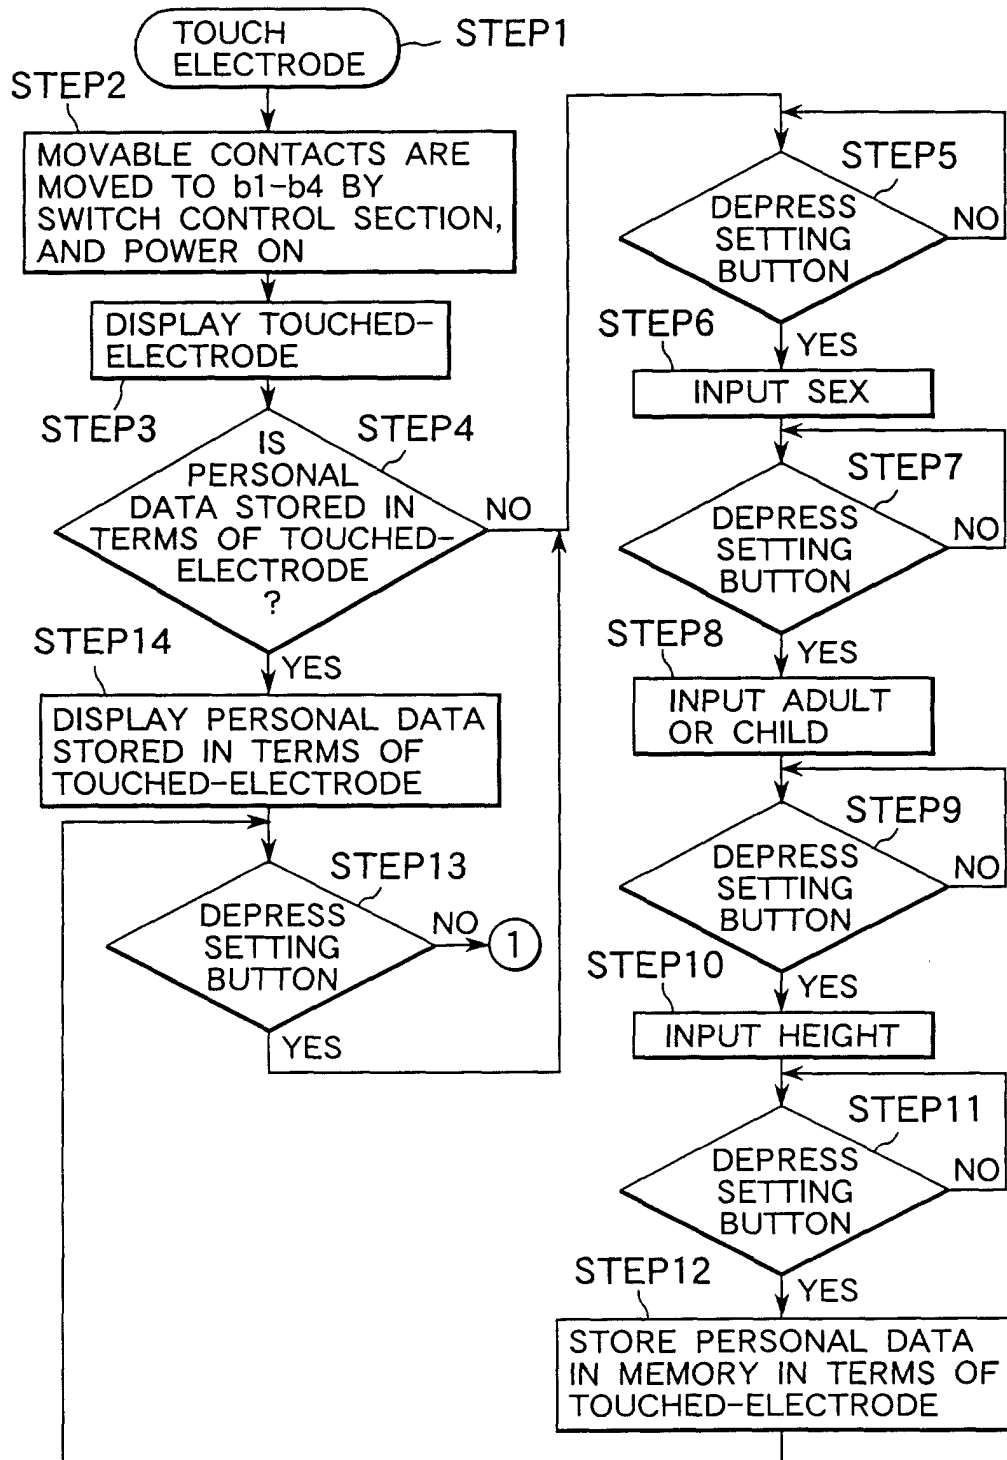 TOUCH
ELECTRODE
STEP1
STEP2
MOVABLE CONTACTS ARE
MOVED TO b1-b4 BY
SWITCH CONTROL SECTION,
AND POWER ON
DISPLAY TOUCHED-
ELECTRODE
STEP3
STEP4
IS
PERSONAL
DATA STORED IN
TERMS OF TOUCHED-
ELECTRODE
?
NO
YES
STEP14
DISPLAY PERSONAL DATA
STORED IN TERMS OF
TOUCHED-ELECTRODE
STEP13
DEPRESS
SETTING
BUTTON
NO
1
YES
STEP5
DEPRESS
SETTING
BUTTON
NO
YES
STEP6
INPUT SEX
STEP7
DEPRESS
SETTING
BUTTON
NO
YES
STEP8
INPUT ADULT
OR CHILD
STEP9
DEPRESS
SETTING
BUTTON
NO
YES
STEP10
INPUT HEIGHT
STEP11
DEPRESS
SETTING
BUTTON
NO
YES
STEP12
STORE PERSONAL DATA
IN MEMORY IN TERMS OF
TOUCHED-ELECTRODE